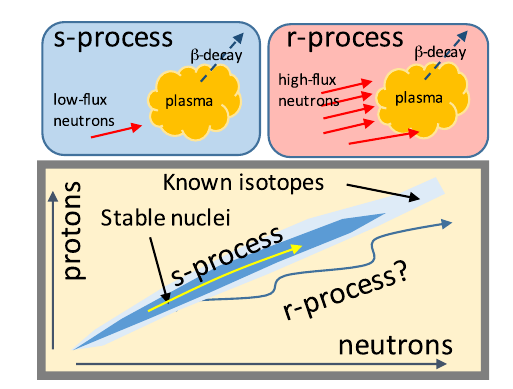 s-process
β-decay
low-flux
neutrons
plasma
r-process
β-decay
high-flux
neutrons
plasma
protons
Known isotopes
Stable nuclei
s-process
r-process?
neutrons